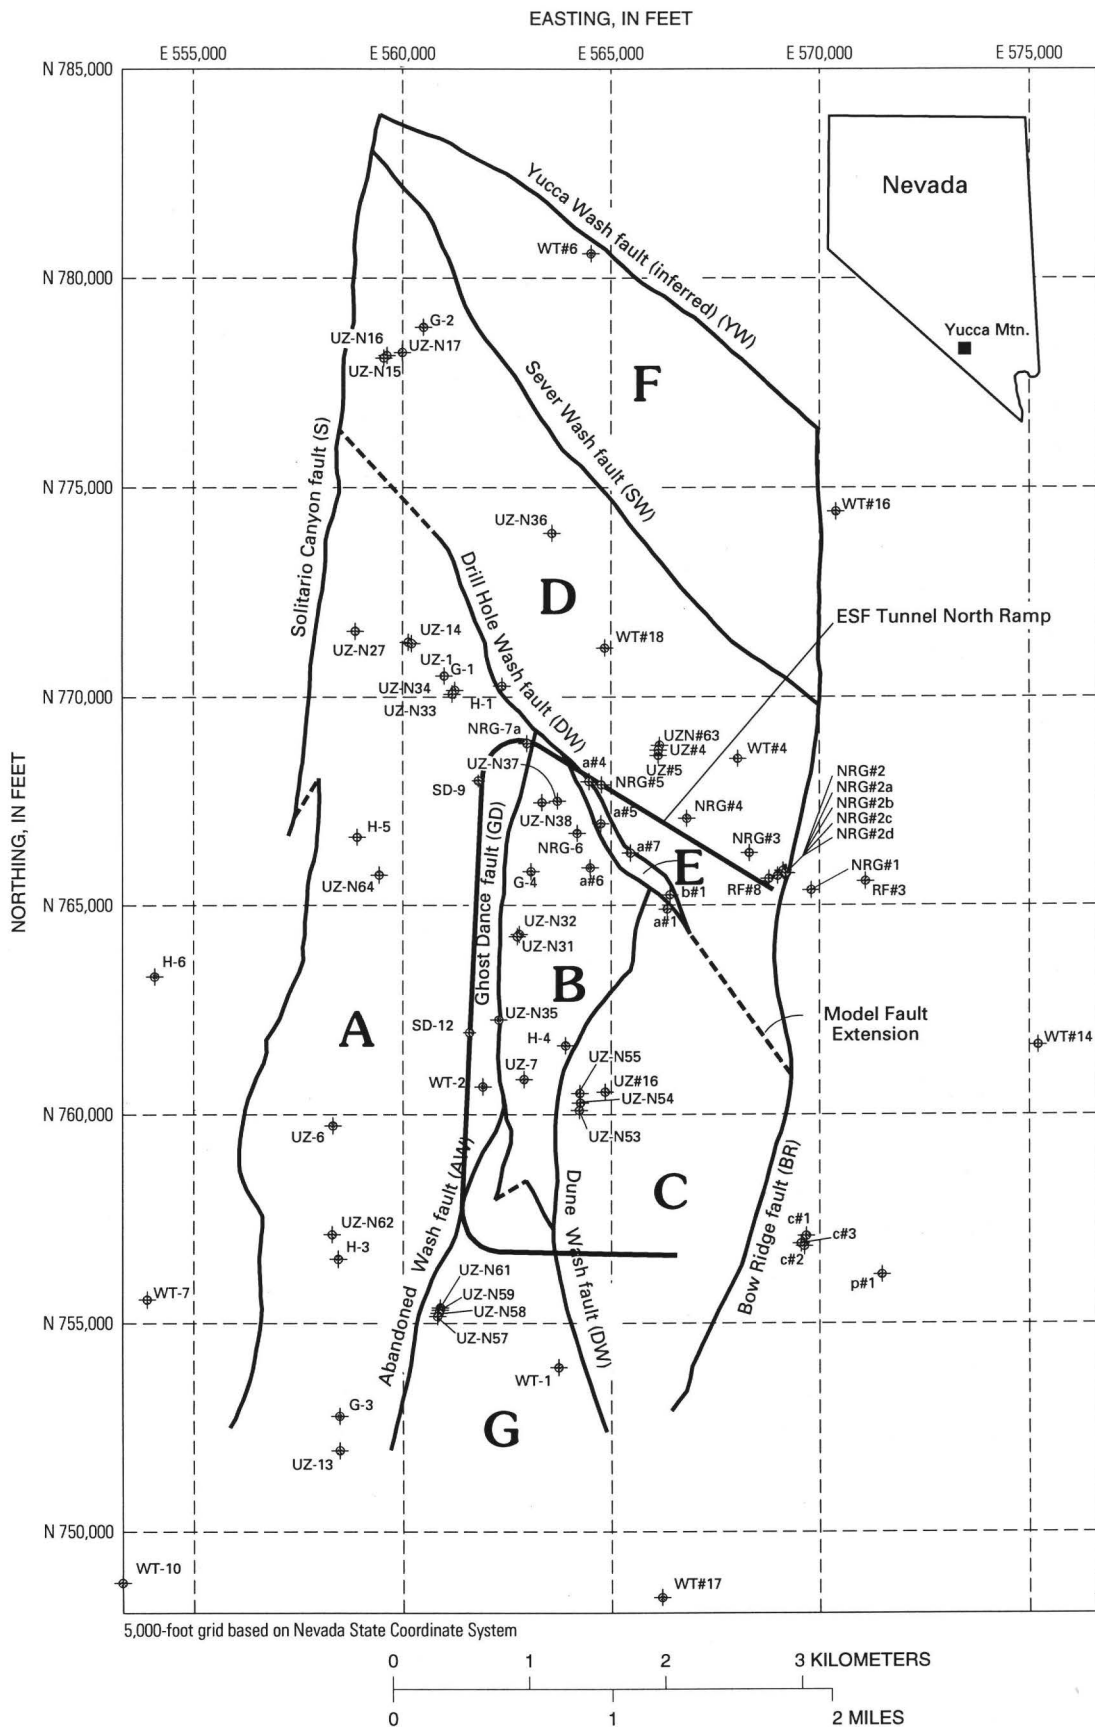 EASTING, IN FEET
E 555,000
E 560,000
E 565,000
E 570,000
E 575,000
N 785,000
Nevada
Yucca Mtn.
Yucca Wash fault (inferred) (YW)
WT#6
N 780,000
G-2
UZ-N16
UZ-N17
UZ-N15
F
Sever Wash fault (SW)
Solitario Canyon fault (S)
N 775,000
WT#16
UZ-N36
Drill Hole Wash fault (DW)
D
ESF Tunnel North Ramp
UZ-14
WT#18
UZ-N27
UZ-1
G-1
UZ-N34
H-1
UZ-N33
N 770,000
NRG-7a
UZN#63
UZ#4
WT#4
UZ#5
UZ-N37
a#4
NRG#5
SD-9
NRG#2
NRG#2a
NRG#2b
NRG#2c
NRG#2d
NRG#4
UZ-N38
a#5
H-5
NRG-6
a#7
NRG#3
E
G-4
a#6
UZ-N64
b#1
RF#8
NRG#1
RF#3
a#1
N 765,000
NORTHING, IN FEET
Ghost Dance fault (GD)
UZ-N32
UZ-N31
H-6
B
A
UZ-N35
SD-12
H-4
Model Fault
Extension
WT#14
UZ-N55
UZ-7
UZ#16
WT-2
UZ-N54
N 760,000
UZ-N53
UZ-6
Abandoned Wash fault (AW)
Dune Wash fault (DW)
C
Bow Ridge fault (BR)
UZ-N62
H-3
c#1
c#3
c#2
p#1
UZ-N61
UZ-N59
UZ-N58
UZ-N57
WT-7
N 755,000
WT-1
G-3
G
UZ-13
N 750,000
WT-10
WT#17
5,000-foot grid based on Nevada State Coordinate System
0 1 2 3 KILOMETERS
0 1 2 MILES